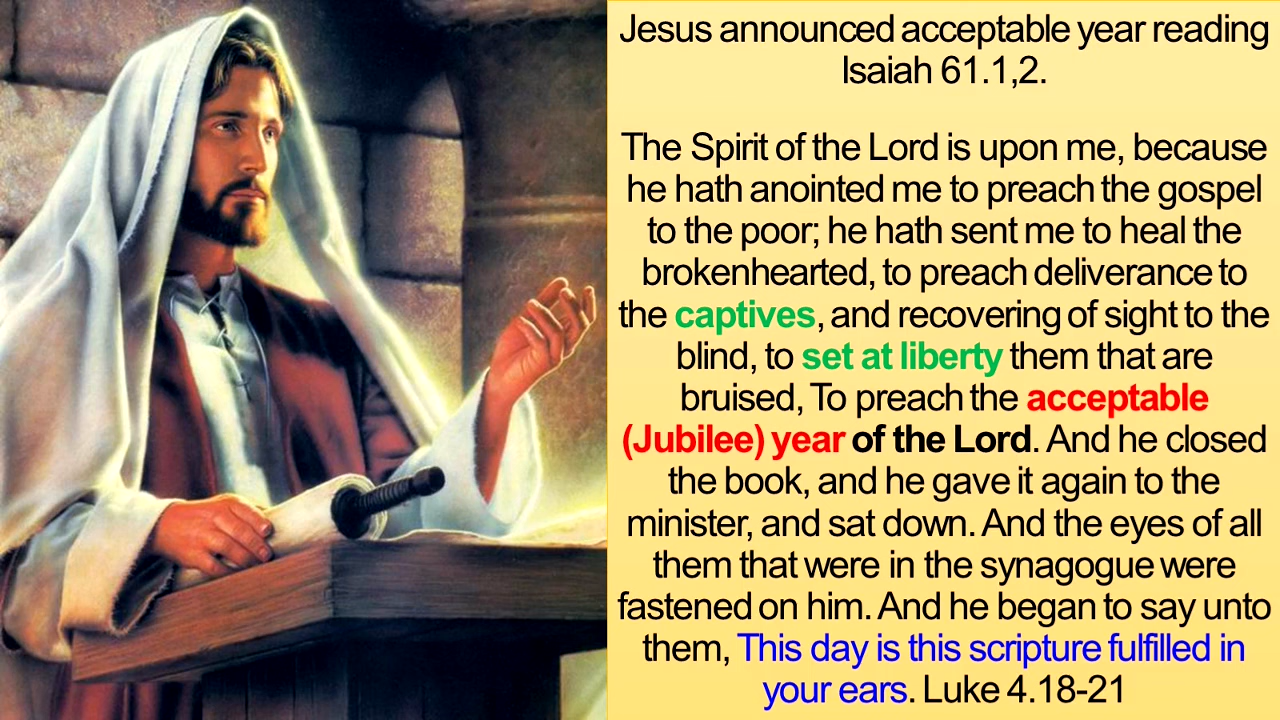 Jesus announced acceptable year reading
Isaiah 61.1,2.
The Spirit of the Lord is upon me, because
he hath anointed me to preach the gospel
to the poor; he hath sent me to heal the
brokenhearted, to preach deliverance to
the captives, and recovering of sight to the
blind, to set at liberty them that are
bruised, To preach the acceptable
(Jubilee) year of the Lord. And he closed
the book, and he gave it again to the
minister, and sat down. And the eyes of all
them that were in the synagogue were
fastened on him. And he began to say unto
them, This day is this scripture fulfilled in
your ears. Luke 4.18-21